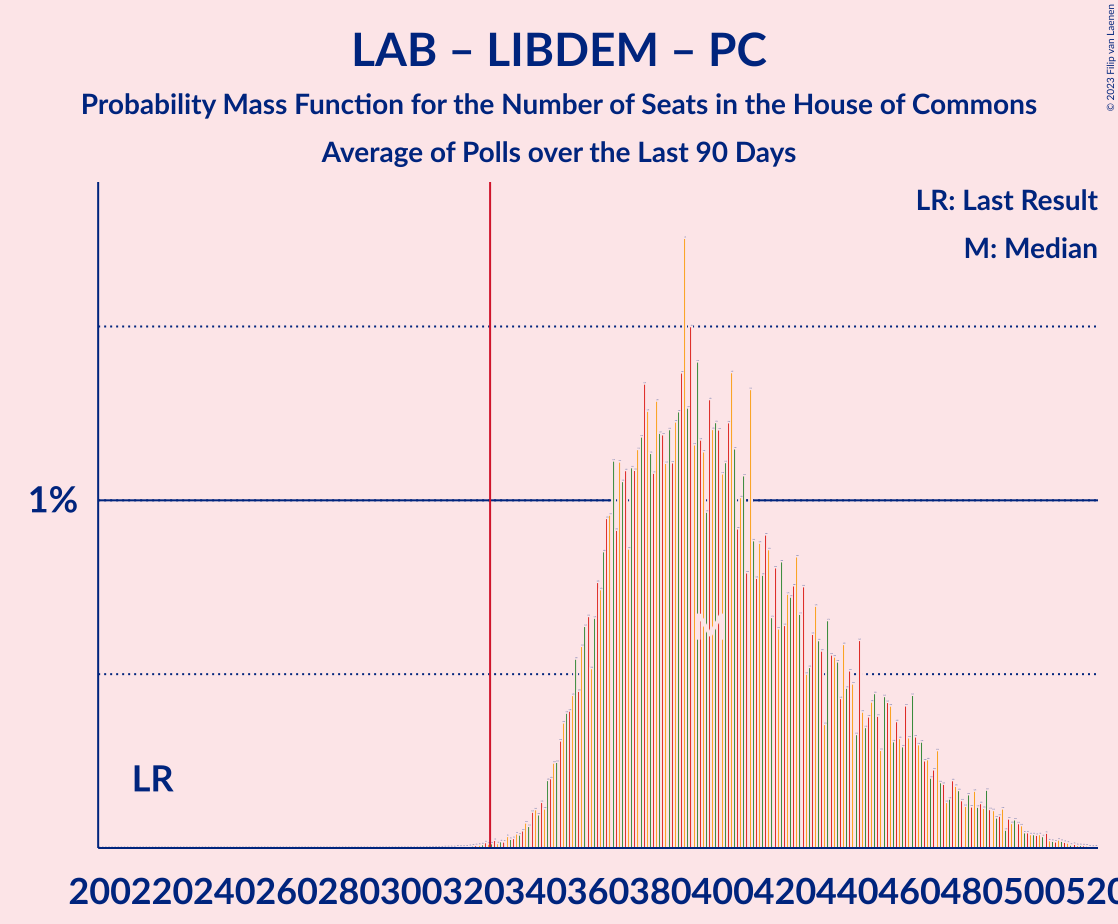 LAB – LIBDEM – PC
Probability Mass Function for the Number of Seats in the House of Commons
Average of Polls over the Last 90 Days
© 2023 Filip van Laenen
LR: Last Result
M: Median
1%
M
LR
200220240260280300320340360380400420440460480500520